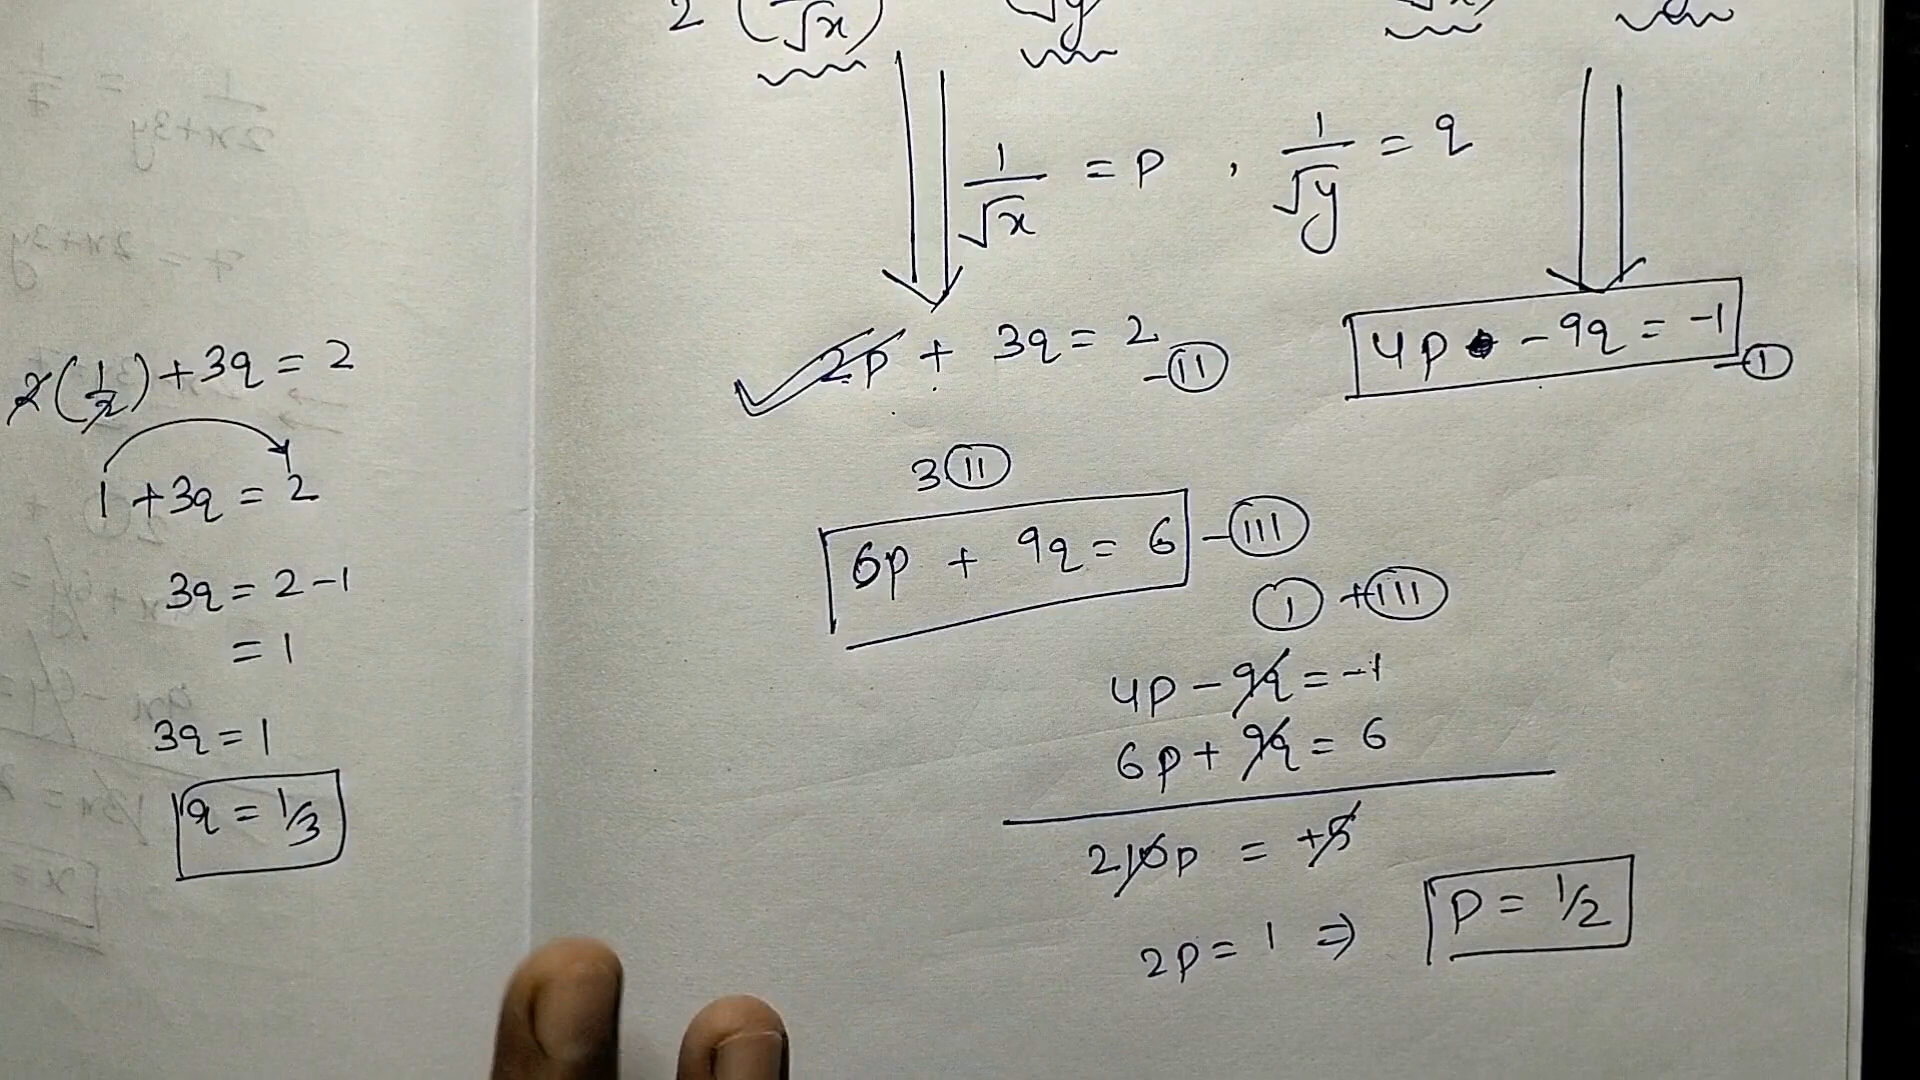 2(1/√x) √y √x
1/√x = p , 1/√y = q
2p + 3q = 2 -(II)
4p - 9q = -1 -(I)
3(II)
6p + 9q = 6 -(III)
(I) + (III)
4p - 9q = -1
6p + 9q = 6
210p = +5
2p = 1 ⇒ p = 1/2
2(1/2) + 3q = 2
1 + 3q = 2
3q = 2 - 1
= 1
3q = 1
q = 1/3